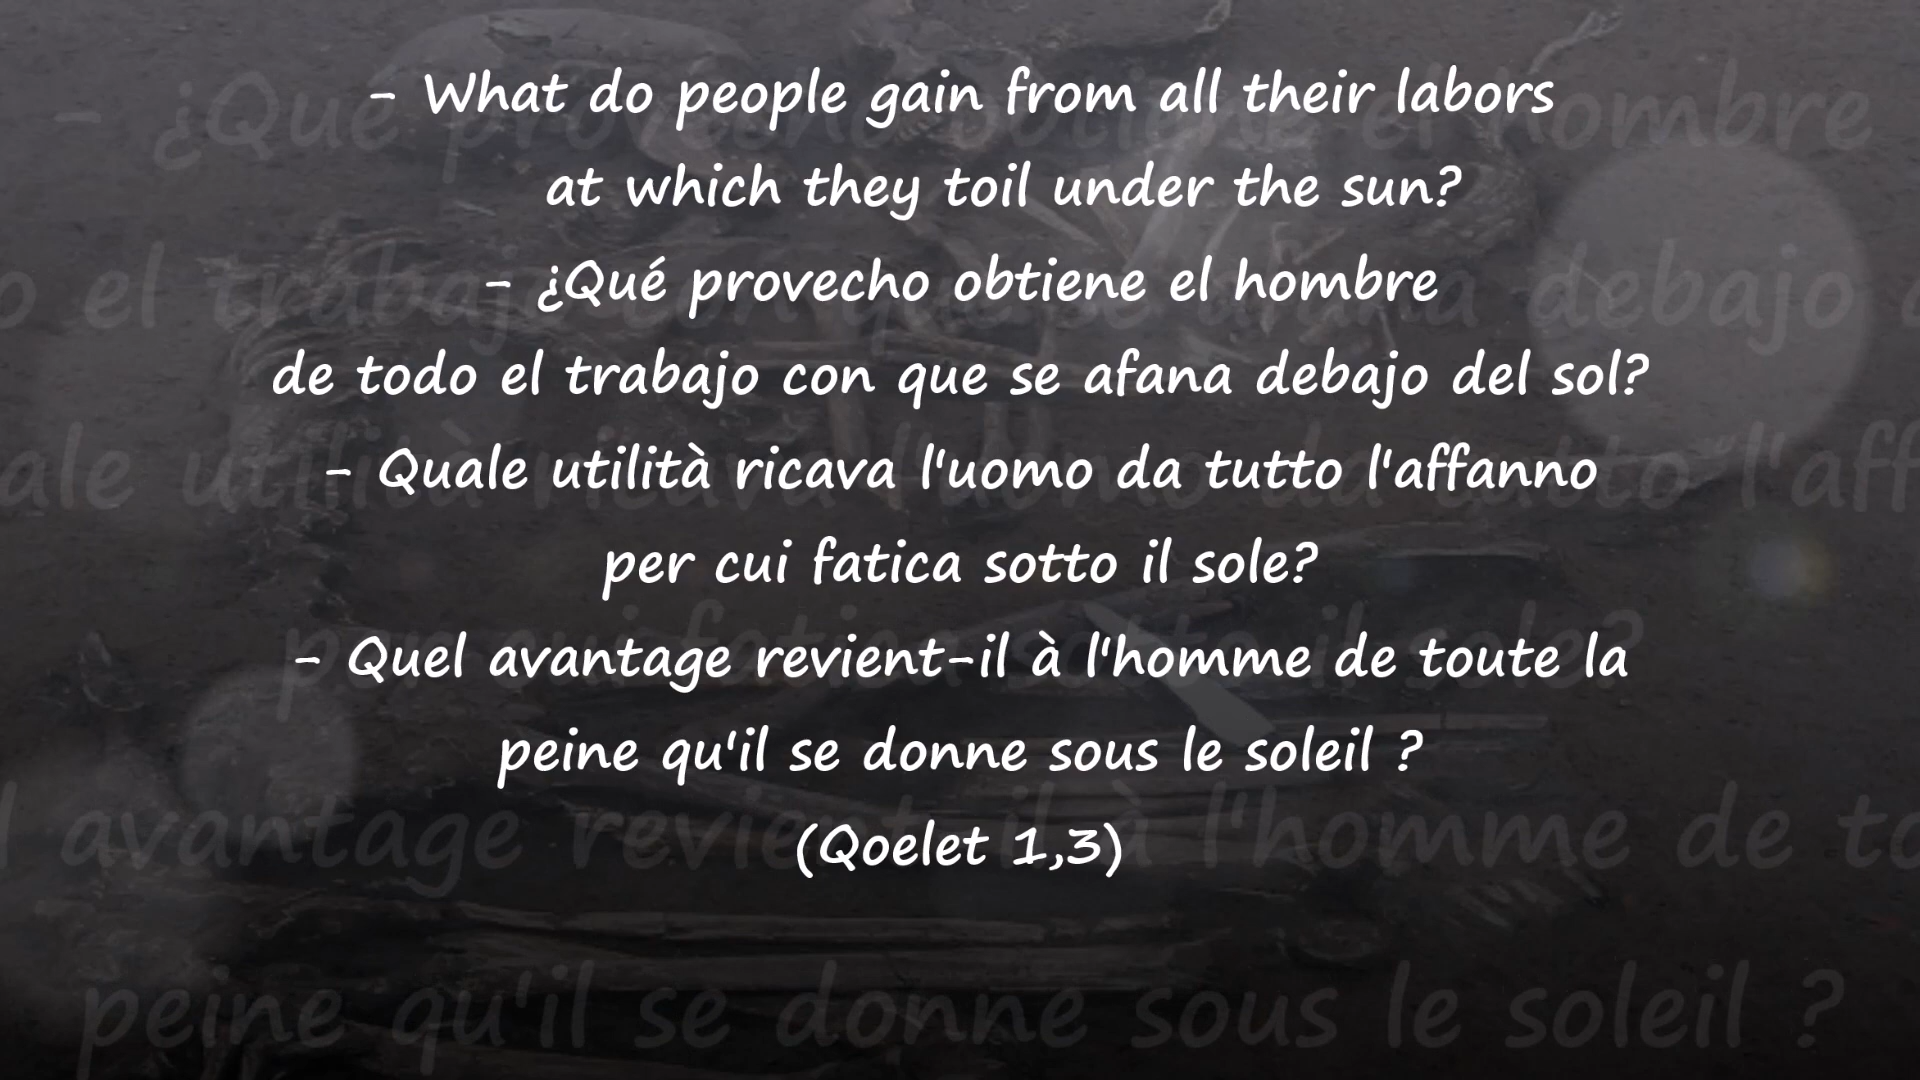 - What do people gain from all their labors
at which they toil under the sun?
- ¿Qué provecho obtiene el hombre
de todo el trabajo con que se afana debajo del sol?
- Quale utilità ricava l'uomo da tutto l'affanno
per cui fatica sotto il sole?
- Quel avantage revient-il à l'homme de toute la
peine qu'il se donne sous le soleil ?
(Qoelet 1,3)